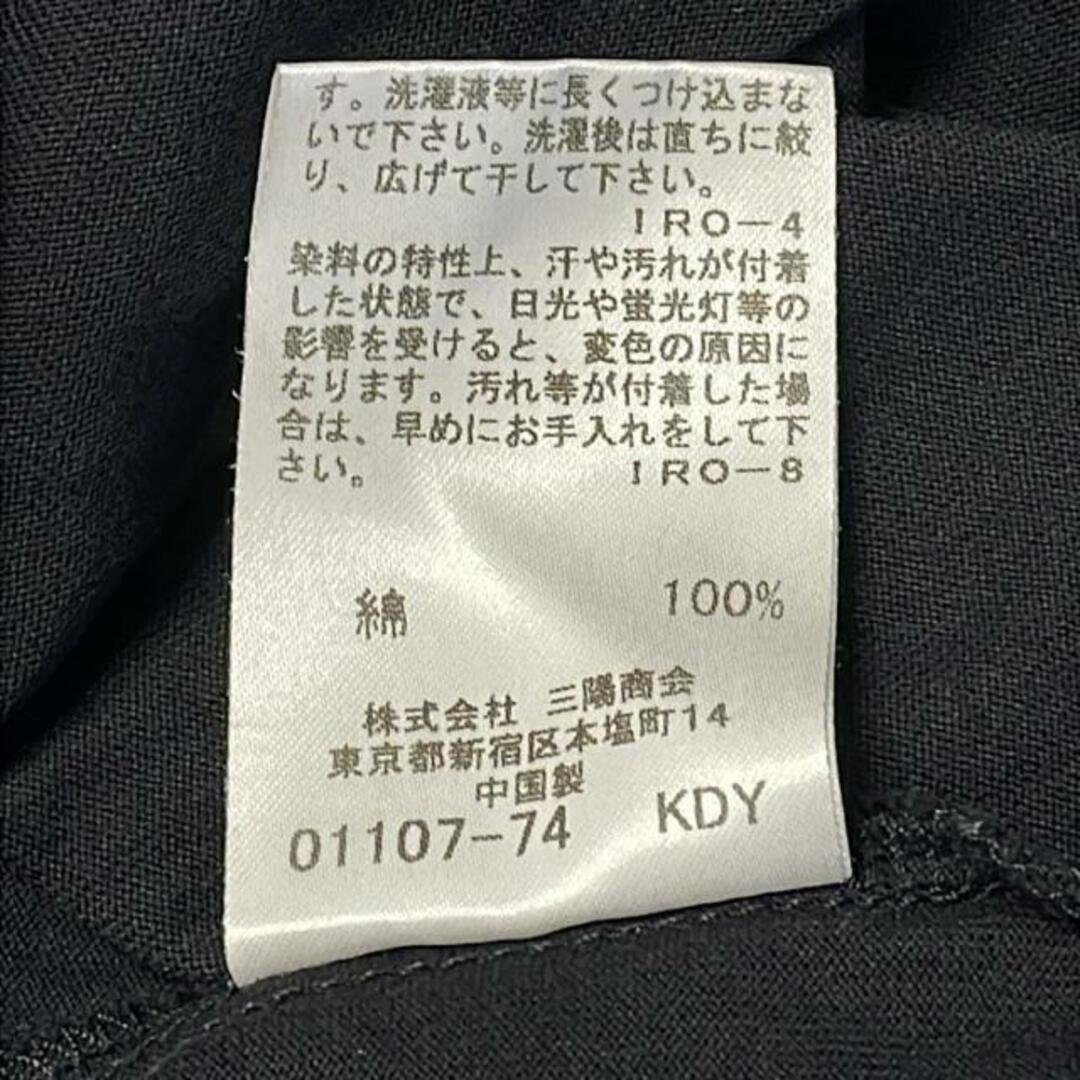 す。洗濯液等に長くつけ込まな
いで下さい。洗濯後は直ちに絞
り、広げて干して下さい。
IRO-4
染料の特性上、汗や汚れが付着
した状態で、日光や蛍光灯等の
影響を受けると、変色の原因に
なります。汚れ等が付着した場
合は、早めにお手入れをして下
さい。 IRO-8
綿 100%
株式会社 三陽商会
東京都新宿区本塩町14
中国製
01107-74 KDY